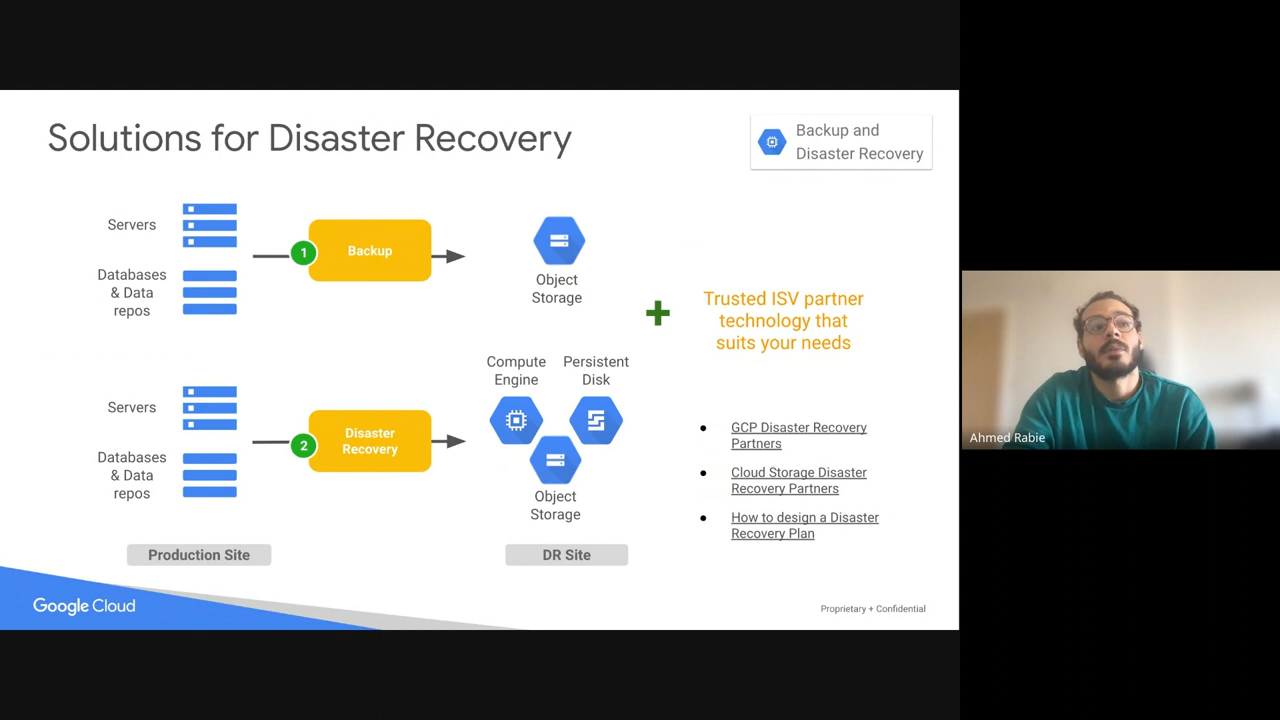 Solutions for Disaster Recovery
Backup and
Disaster Recovery
Servers
Databases
& Data
repos
1
Backup
Object
Storage
Servers
Databases
& Data
repos
2
Disaster
Recovery
Compute
Engine
Persistent
Disk
Object
Storage
Production Site
DR Site
Trusted ISV partner
technology that
suits your needs
GCP Disaster Recovery
Partners
Cloud Storage Disaster
Recovery Partners
How to design a Disaster
Recovery Plan
Google Cloud
Proprietary + Confidential
Ahmed Rabie